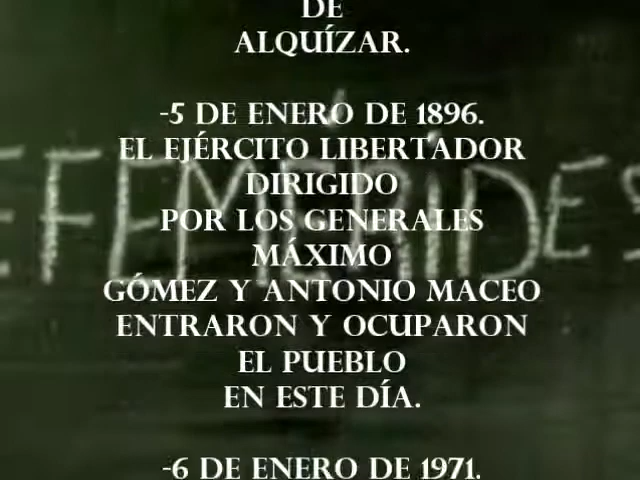 DE
ALQUÍZAR.
-5 DE ENERO DE 1896.
EL EJÉRCITO LIBERTADOR
DIRIGIDO
POR LOS GENERALES
MÁXIMO
GÓMEZ Y ANTONIO MACEO
ENTRARON Y OCUPARON
EL PUEBLO
EN ESTE DÍA.
-6 DE ENERO DE 1971.
EFEMÉRIDES